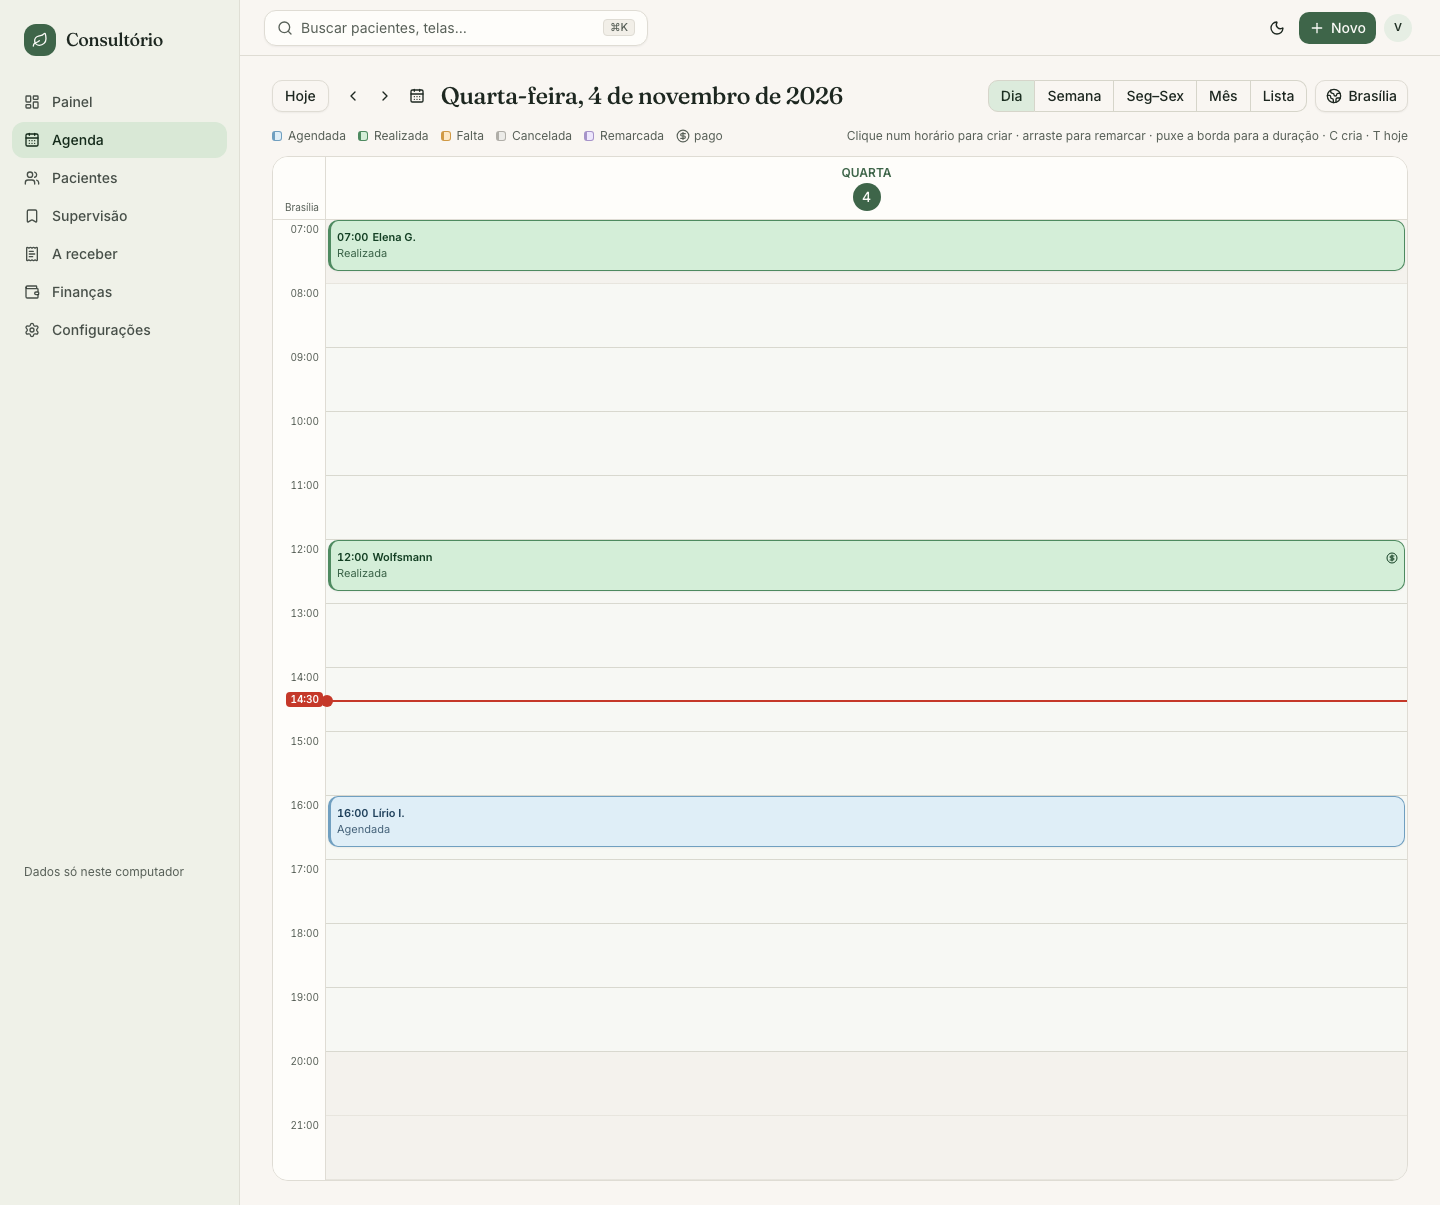 Consultório
Buscar pacientes, telas...
⌘K
Novo
V
Painel
Agenda
Pacientes
Supervisão
A receber
Finanças
Configurações
Dados só neste computador
Hoje
Quarta-feira, 4 de novembro de 2026
Dia
Semana
Seg–Sex
Mês
Lista
Brasília
Agendada
Realizada
Falta
Cancelada
Remarcada
pago
Clique num horário para criar · arraste para remarcar · puxe a borda para a duração · C cria · T hoje
Brasília
QUARTA
4
07:00
07:00 Elena G.
Realizada
08:00
09:00
10:00
11:00
12:00
12:00 Wolfsmann
Realizada
13:00
14:00
14:30
15:00
16:00
16:00 Lírio I.
Agendada
17:00
18:00
19:00
20:00
21:00